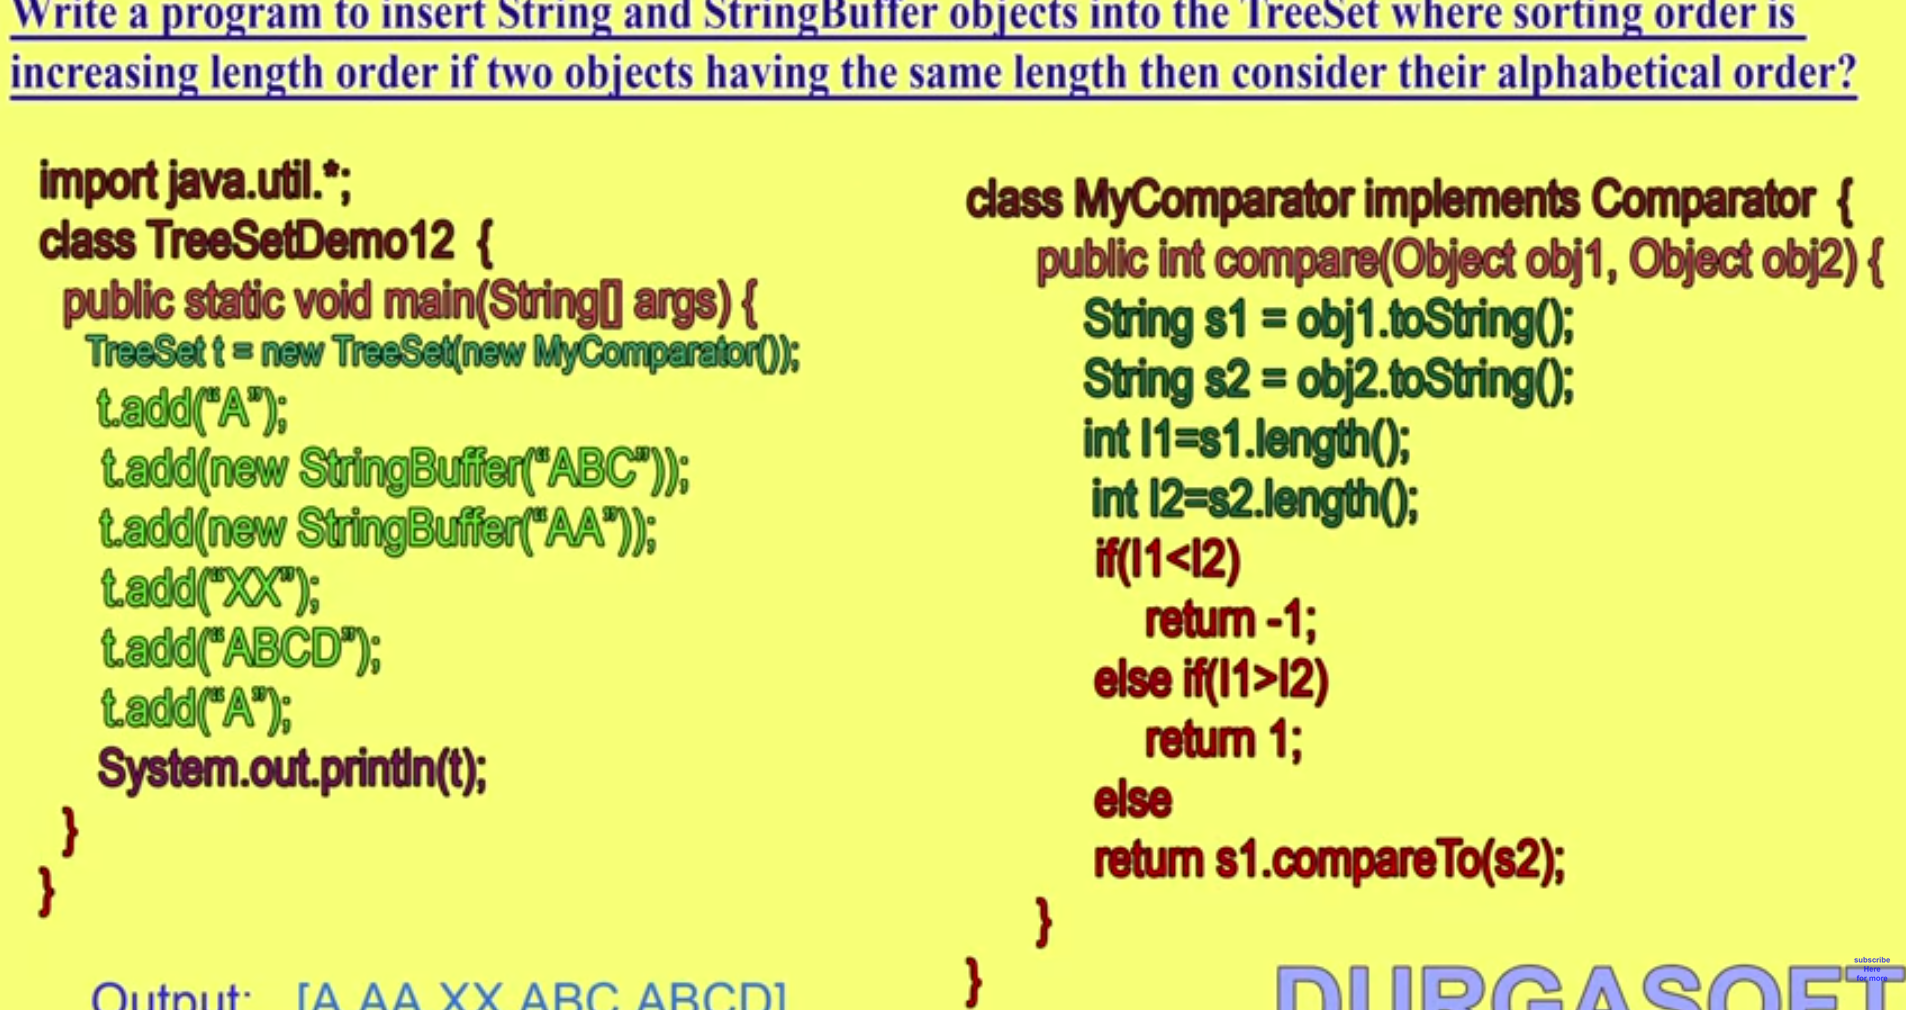 Write a program to insert String and StringBuffer objects into the TreeSet where sorting order is
increasing length order if two objects having the same length then consider their alphabetical order?
import java.util.*;
class TreeSetDemo12 {
public static void main(String[] args) {
TreeSet t = new TreeSet(new MyComparator());
t.add(“A”);
t.add(new StringBuffer(“ABC”));
t.add(new StringBuffer(“AA”));
t.add(“XX”);
t.add(“ABCD”);
t.add(“A”);
System.out.println(t);
}
}
Output: [A AA XX ABC ABCD]
class MyComparator implements Comparator {
public int compare(Object obj1, Object obj2) {
String s1 = obj1.toString();
String s2 = obj2.toString();
int l1=s1.length();
int l2=s2.length();
if(l1<l2)
return -1;
else if(l1>l2)
return 1;
else
return s1.compareTo(s2);
}
}
DURGASOFT
subscribe
Here
for more